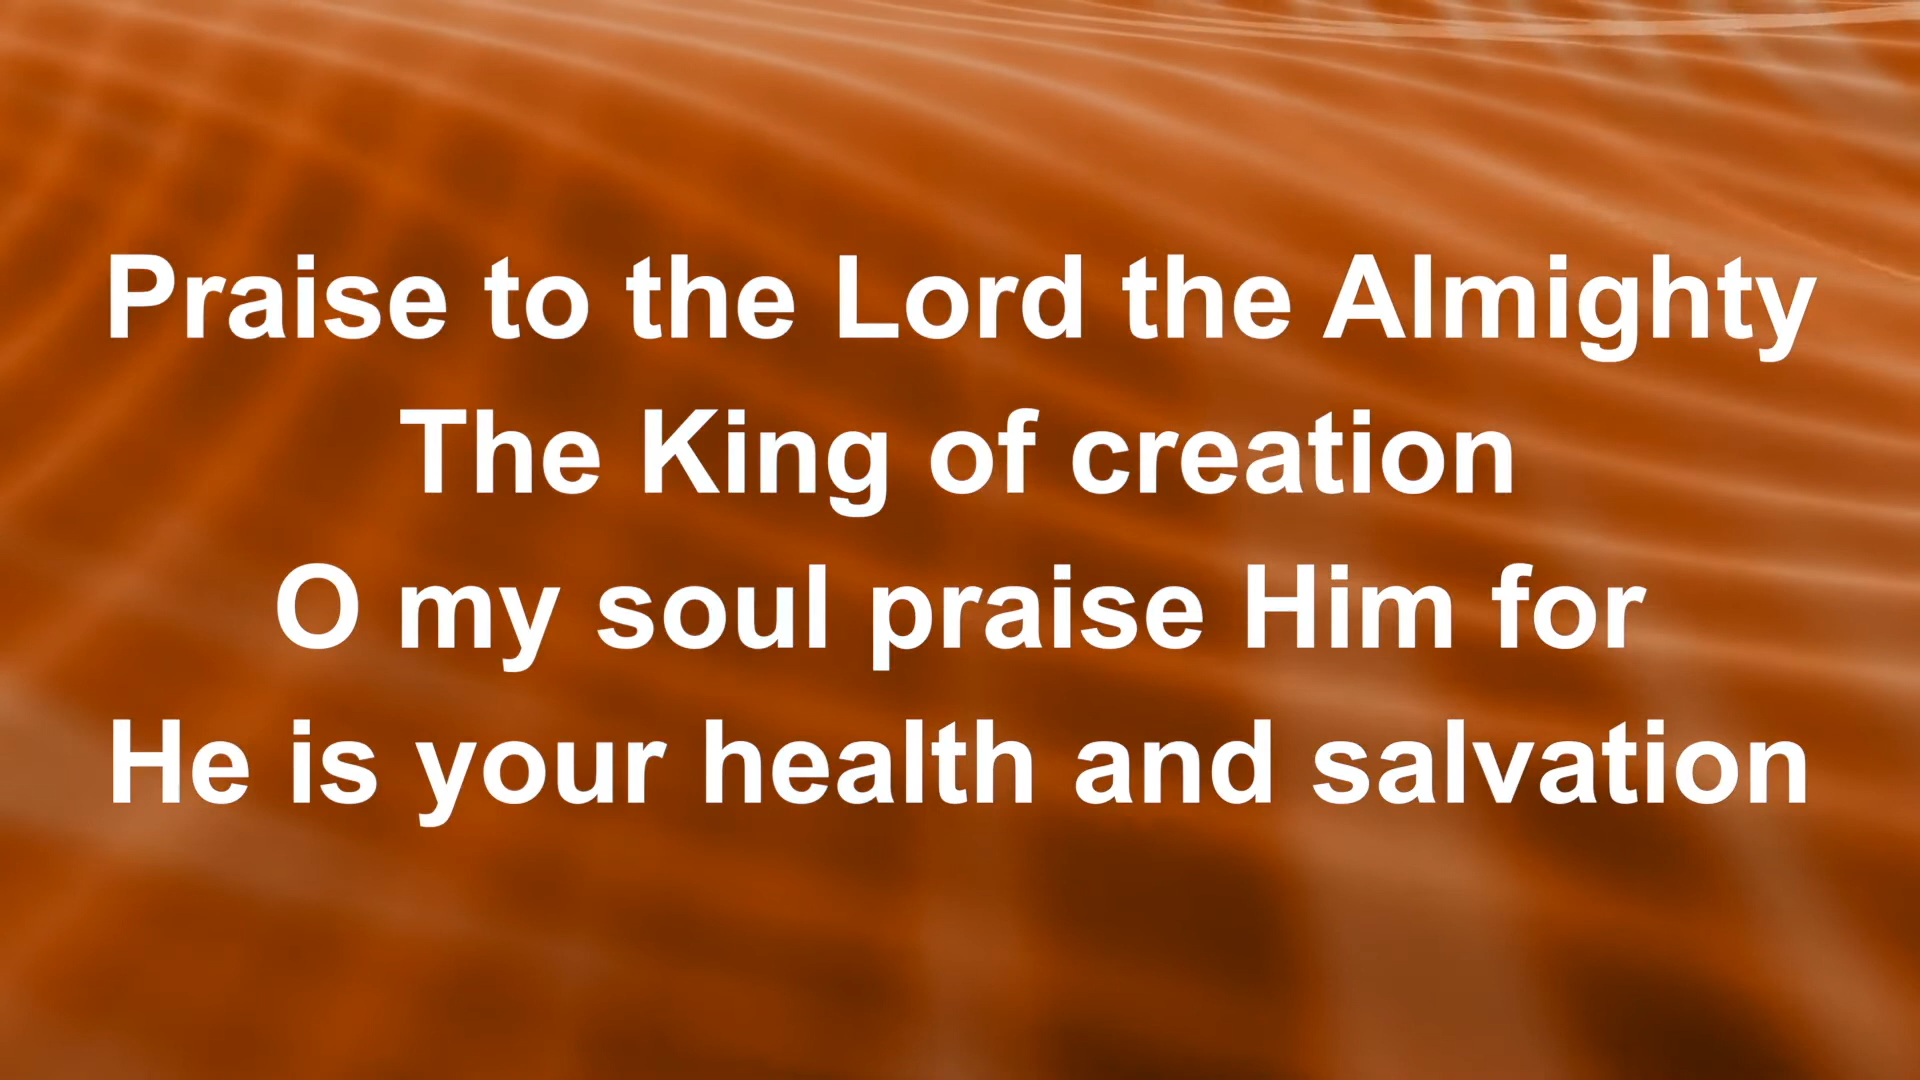 Praise to the Lord the Almighty
The King of creation
O my soul praise Him for
He is your health and salvation